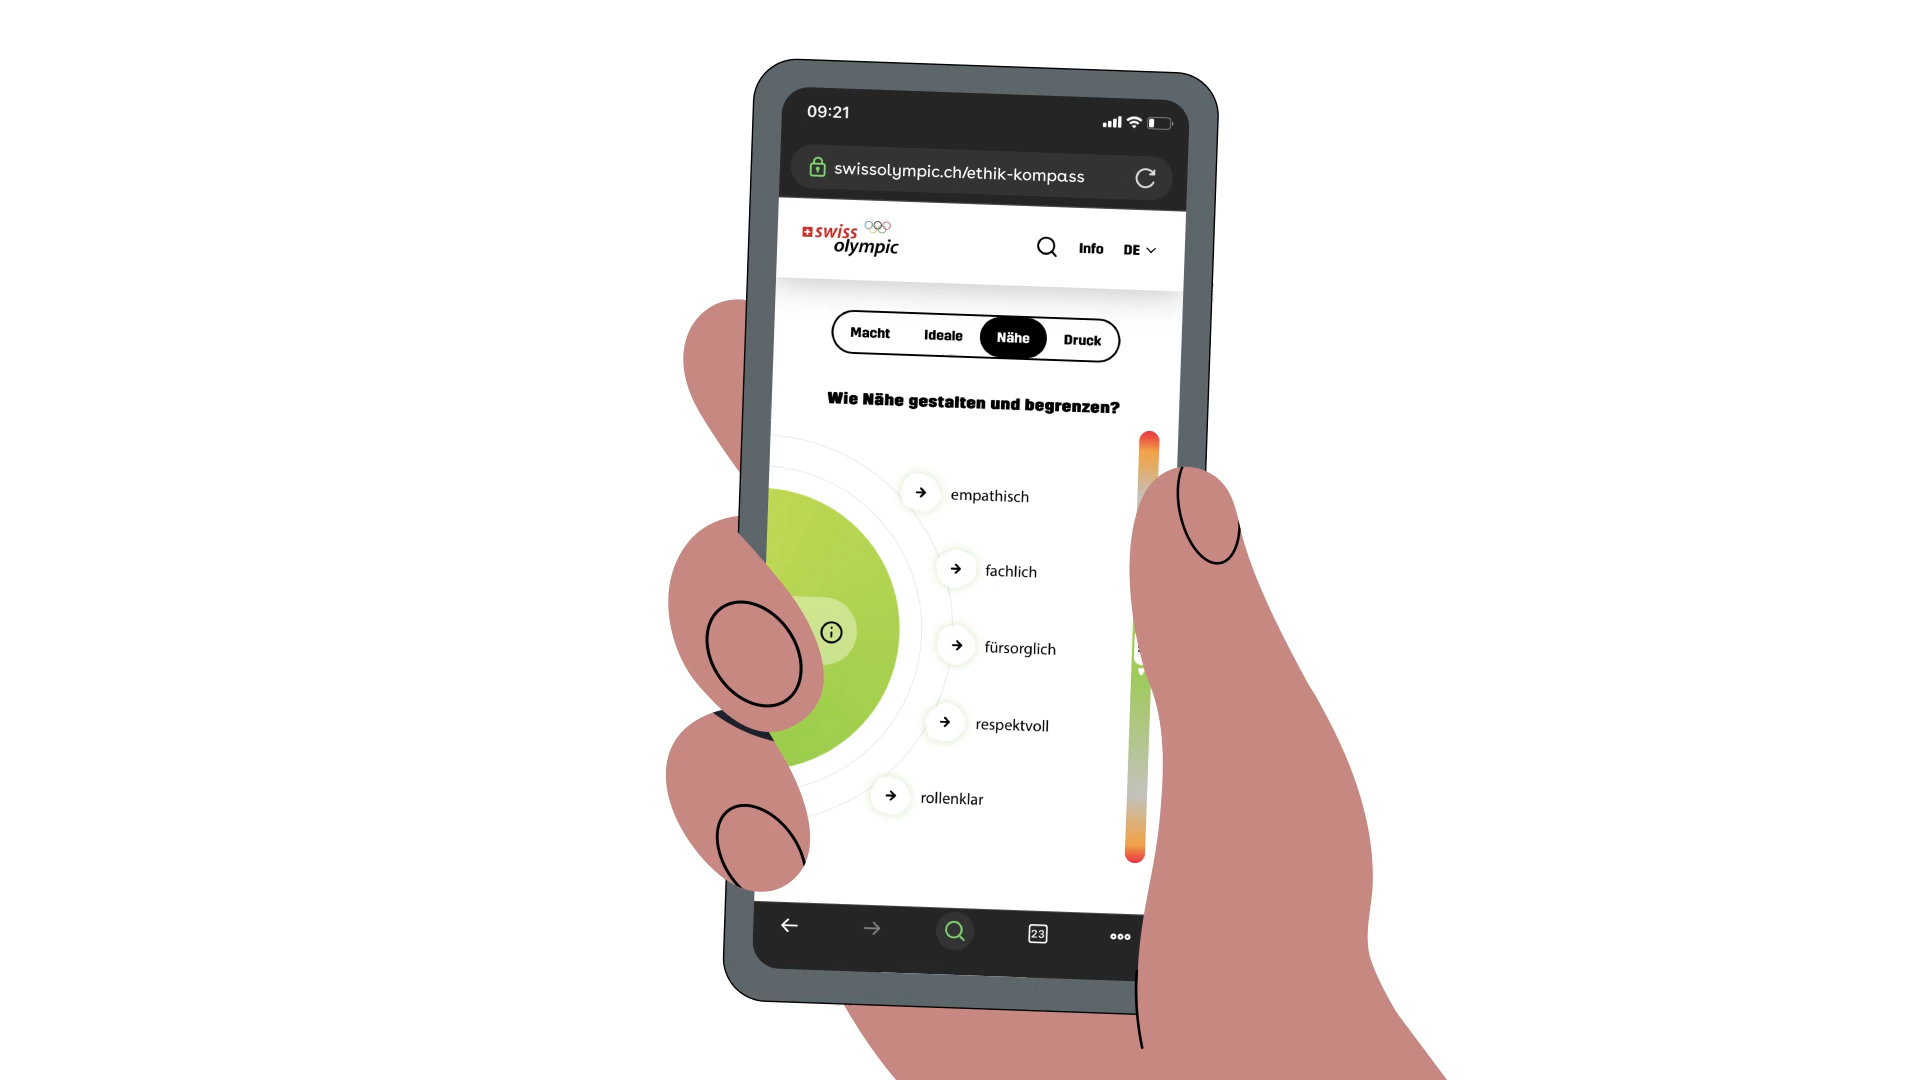 09:21
swissolympic.ch/ethik-kompass
swiss
olympic
Info DE
Macht Ideale Nähe Druck
Wie Nähe gestalten und begrenzen?
empathisch
fachlich
fürsorglich
respektvoll
rollenklar
23